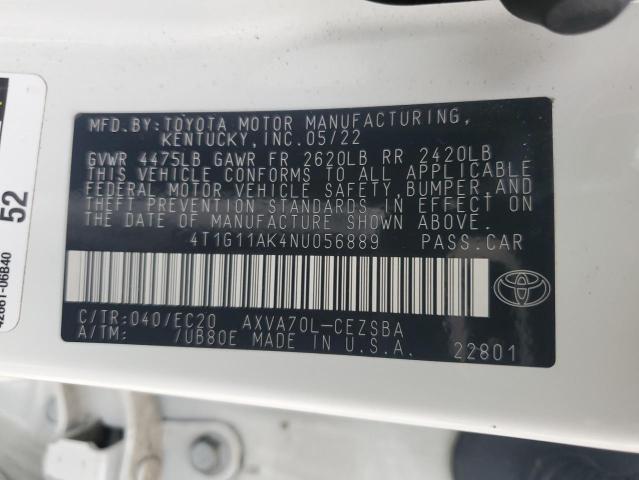 MFD.BY:TOYOTA MOTOR MANUFACTURING,
KENTUCKY, INC.05/22
GVWR 4475LB GAWR FR 2620LB RR 2420LB
THIS VEHICLE CONFORMS TO ALL APPLICABLE
FEDERAL MOTOR VEHICLE SAFETY, BUMPER,AND
THEFT PREVENTION STANDARDS IN EFFECT ON
THE DATE OF MANUFACTURE SHOWN ABOVE.
4T1G11AK4NU056889 PASS.CAR
C/TR:040/EC20 AXVA70L-CEZSBA
A/TM: /UB80E MADE IN U.S.A. 22801
52
42661-06B40